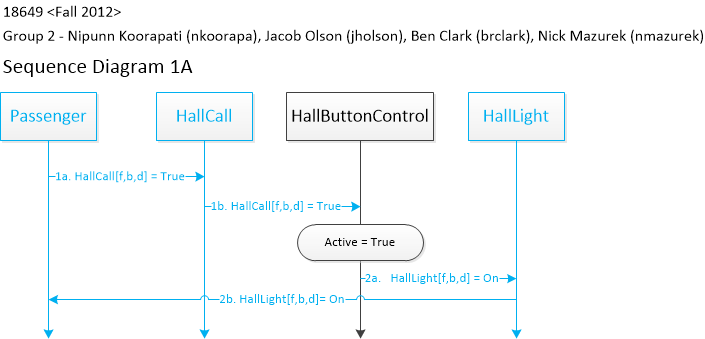 18649 <Fall 2012>
Group 2 - Nipunn Koorapati (nkoorapa), Jacob Olson (jholson), Ben Clark (brclark), Nick Mazurek (nmazurek)
Sequence Diagram 1A
Passenger HallCall HallButtonControl HallLight
1a. HallCall[f,b,d] = True
1b. HallCall[f,b,d] = True
Active = True
2a. HallLight[f,b,d] = On
2b. HallLight[f,b,d]= On